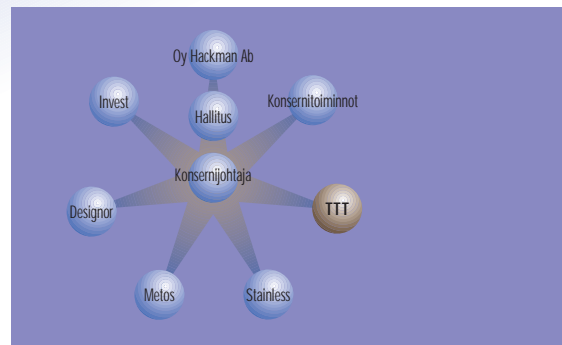 Oy Hackman Ab
Invest
Konsernitoiminnot
Hallitus
Konsernijohtaja
Designor
TTT
Metos
Stainless